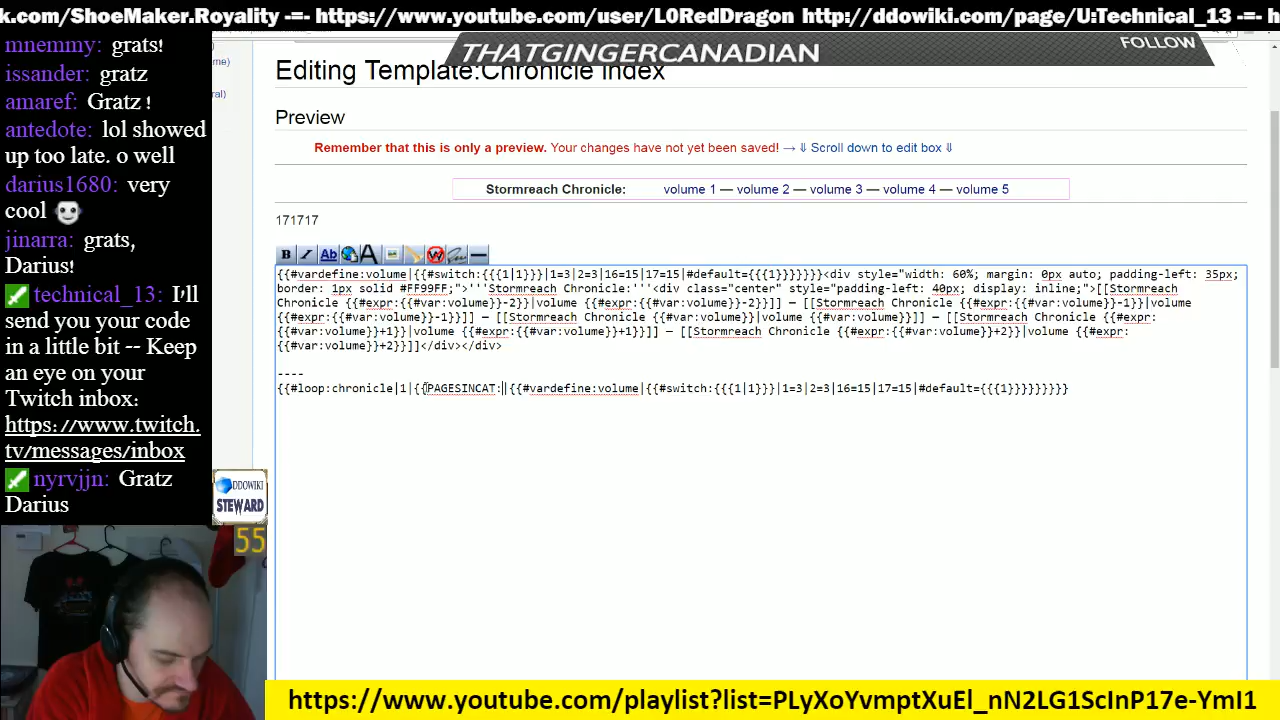 k.com/ShoeMaker.Royality -=- https://www.youtube.com/user/L0RedDragon http://ddowiki.com/page/U:Technical_13 -=- h
THATGINGERCANADIAN
FOLLOW
mnemmy: grats!
issander: gratz
amaref: Gratz !
antedote: lol showed
up too late. o well
darius1680: very
cool
jinarra: grats,
Darius!
technical_13: I'll
send you your code
in a little bit -- Keep
an eye on your
Twitch inbox:
https://www.twitch.
tv/messages/inbox
nyrvjjn: Gratz
Darius
Editing Template:Chronicle Index
Preview
Remember that this is only a preview. Your changes have not yet been saved! → ⇓ Scroll down to edit box ⇓
Stormreach Chronicle: volume 1 — volume 2 — volume 3 — volume 4 — volume 5
171717
{{#vardefine:volume|{{#switch:{{{1|1}}}|1=3|2=3|16=15|17=15|#default={{{1}}}}}}}<div style="width: 60%; margin: 0px auto; padding-left: 35px;
border: 1px solid #FF99FF;">'''Stormreach Chronicle:'''<div class="center" style="padding-left: 40px; display: inline;">[[Stormreach
Chronicle {{#expr:{{#var:volume}}-2}}|volume {{#expr:{{#var:volume}}-2}}]] — [[Stormreach Chronicle {{#expr:{{#var:volume}}-1}}|volume
{{#expr:{{#var:volume}}-1}}]] — [[Stormreach Chronicle {{#var:volume}}|volume {{#var:volume}}]] — [[Stormreach Chronicle {{#expr:
{{#var:volume}}+1}}|volume {{#expr:{{#var:volume}}+1}}]] — [[Stormreach Chronicle {{#expr:{{#var:volume}}+2}}|volume {{#expr:
{{#var:volume}}+2}}]]</div></div>
----
{{#loop:chronicle|1|{{PAGESINCAT:|{{#vardefine:volume|{{#switch:{{{1|1}}}|1=3|2=3|16=15|17=15|#default={{{1}}}}}}}}}
DDOWIKI
STEWARD
55
https://www.youtube.com/playlist?list=PLyXoYvmptXuEl_nN2LG1ScInP17e-YmI1